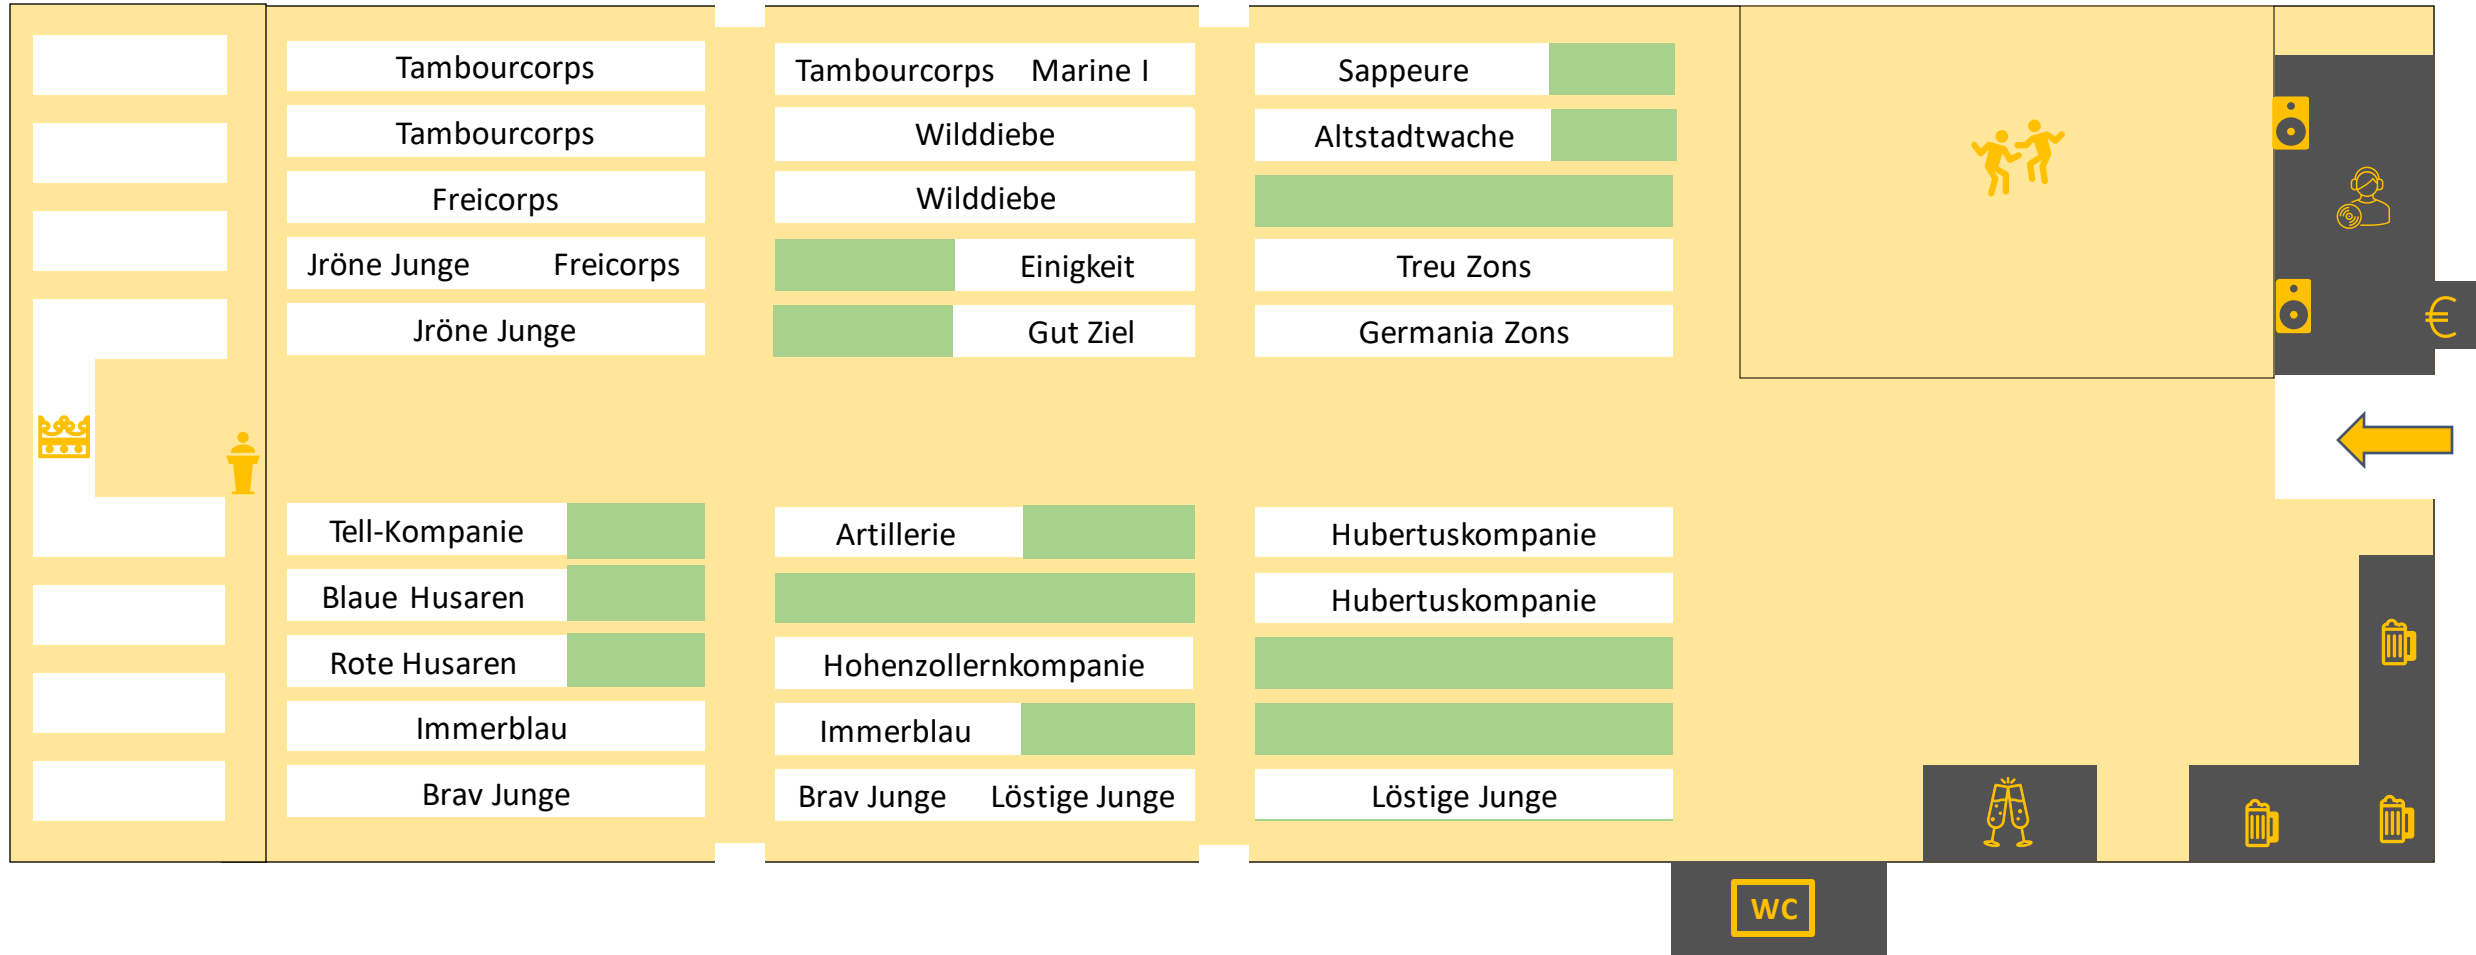 Tambourcorps
Tambourcorps
Freicorps
Jröne Junge Freicorps
Jröne Junge
Tambourcorps Marine I
Wilddiebe
Wilddiebe
Einigkeit
Gut Ziel
Sappeure
Altstadtwache
Treu Zons
Germania Zons
€
Tell-Kompanie
Blaue Husaren
Rote Husaren
Immerblau
Brav Junge
Artillerie
Hohenzollernkompanie
Immerblau
Brav Junge Löstige Junge
Hubertuskompanie
Hubertuskompanie
Löstige Junge
WC